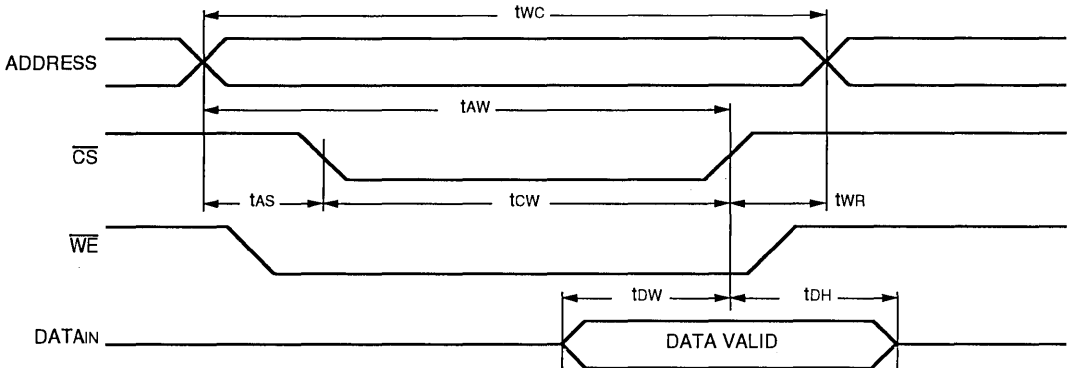 tWC
ADDRESS
tAW
CS
tAS tCW tWR
WE
tDW tDH
DATAIN DATA VALID